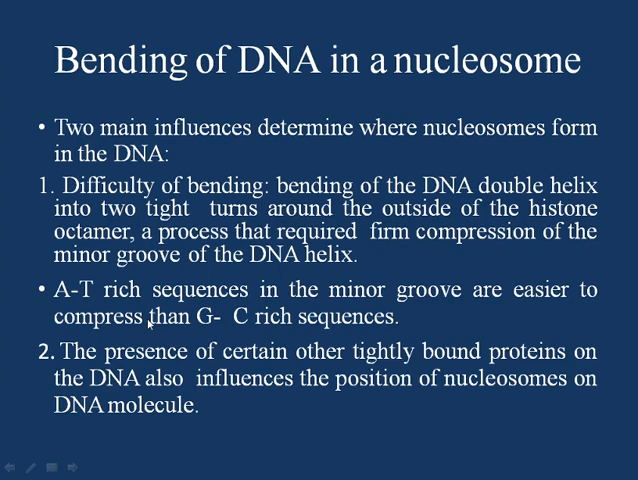 Bending of DNA in a nucleosome
• Two main influences determine where nucleosomes form
in the DNA:
1. Difficulty of bending: bending of the DNA double helix
into two tight turns around the outside of the histone
octamer, a process that required firm compression of the
minor groove of the DNA helix.
• A-T rich sequences in the minor groove are easier to
compress than G- C rich sequences.
2. The presence of certain other tightly bound proteins on
the DNA also influences the position of nucleosomes on
DNA molecule.